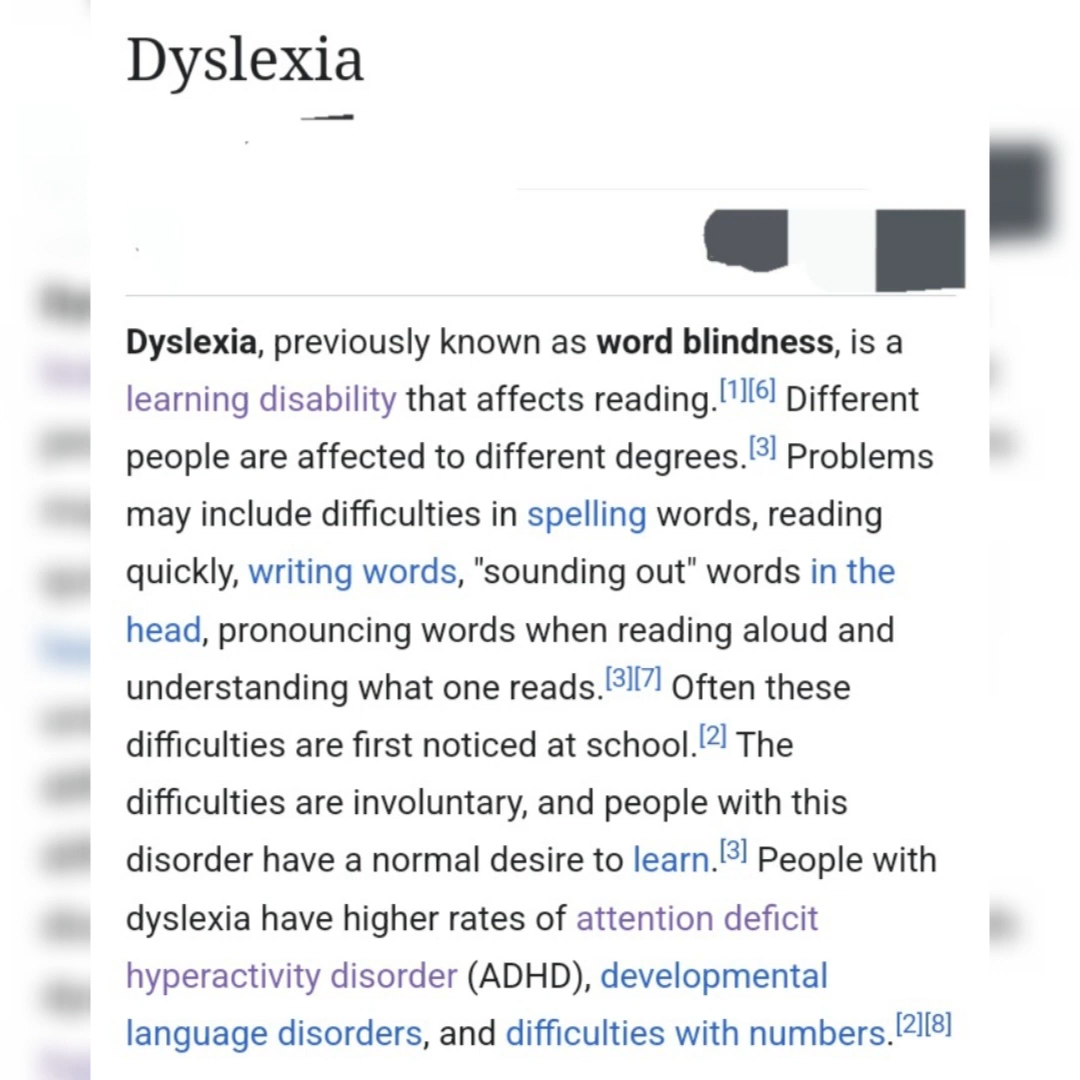 Dyslexia
Dyslexia, previously known as word blindness, is a
learning disability that affects reading.[1][6] Different
people are affected to different degrees.[3] Problems
may include difficulties in spelling words, reading
quickly, writing words, "sounding out" words in the
head, pronouncing words when reading aloud and
understanding what one reads.[3][7] Often these
difficulties are first noticed at school.[2] The
difficulties are involuntary, and people with this
disorder have a normal desire to learn.[3] People with
dyslexia have higher rates of attention deficit
hyperactivity disorder (ADHD), developmental
language disorders, and difficulties with numbers.[2][8]